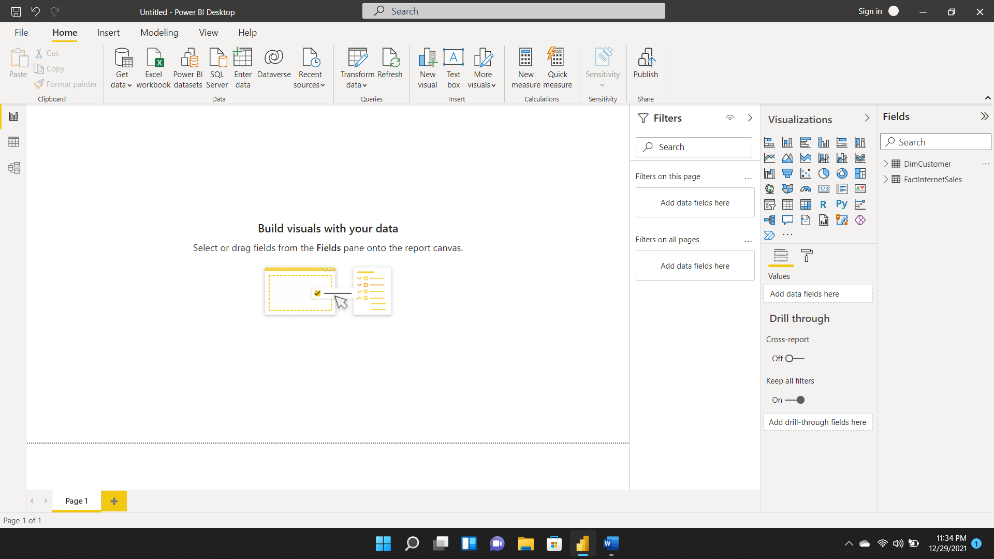 Untitled - Power BI Desktop
Search
Sign in
File
Home
Insert
Modeling
View
Help
Paste
Cut
Copy
Format painter
Clipboard
Get data
Excel workbook
Power BI datasets
SQL Server
Enter data
Dataverse
Recent sources
Data
Transform data
Refresh
Queries
New visual
Text box
More visuals
Insert
New measure
Quick measure
Calculations
Sensitivity
Sensitivity
Publish
Share
Build visuals with your data
Select or drag fields from the Fields pane onto the report canvas.
Filters
Search
Filters on this page
...
Add data fields here
Filters on all pages
...
Add data fields here
Visualizations
R
Py
...
Values
Add data fields here
Drill through
Cross-report
Off
Keep all filters
On
Add drill-through fields here
Fields
Search
DimCustomer
...
FactInternetSales
Page 1
Page 1 of 1
11:34 PM
12/29/2021
1